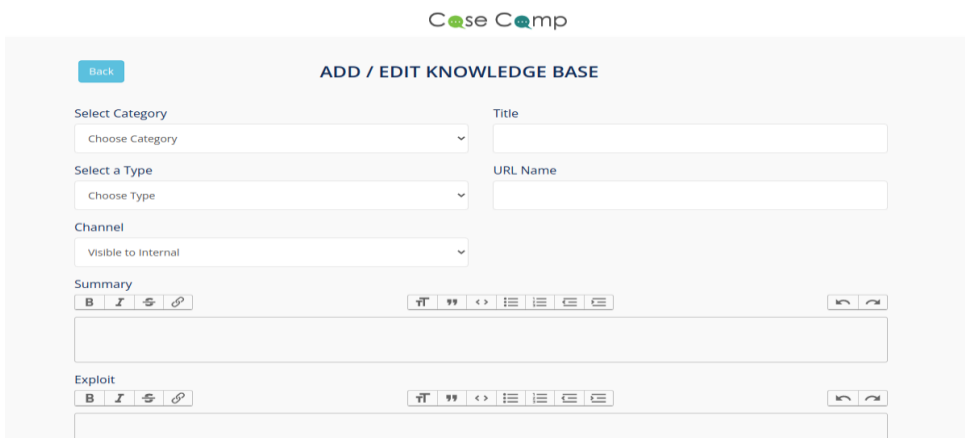 Case Camp
Back
ADD / EDIT KNOWLEDGE BASE
Select Category
Title
Choose Category
Select a Type
URL Name
Choose Type
Channel
Visible to Internal
Summary
Exploit